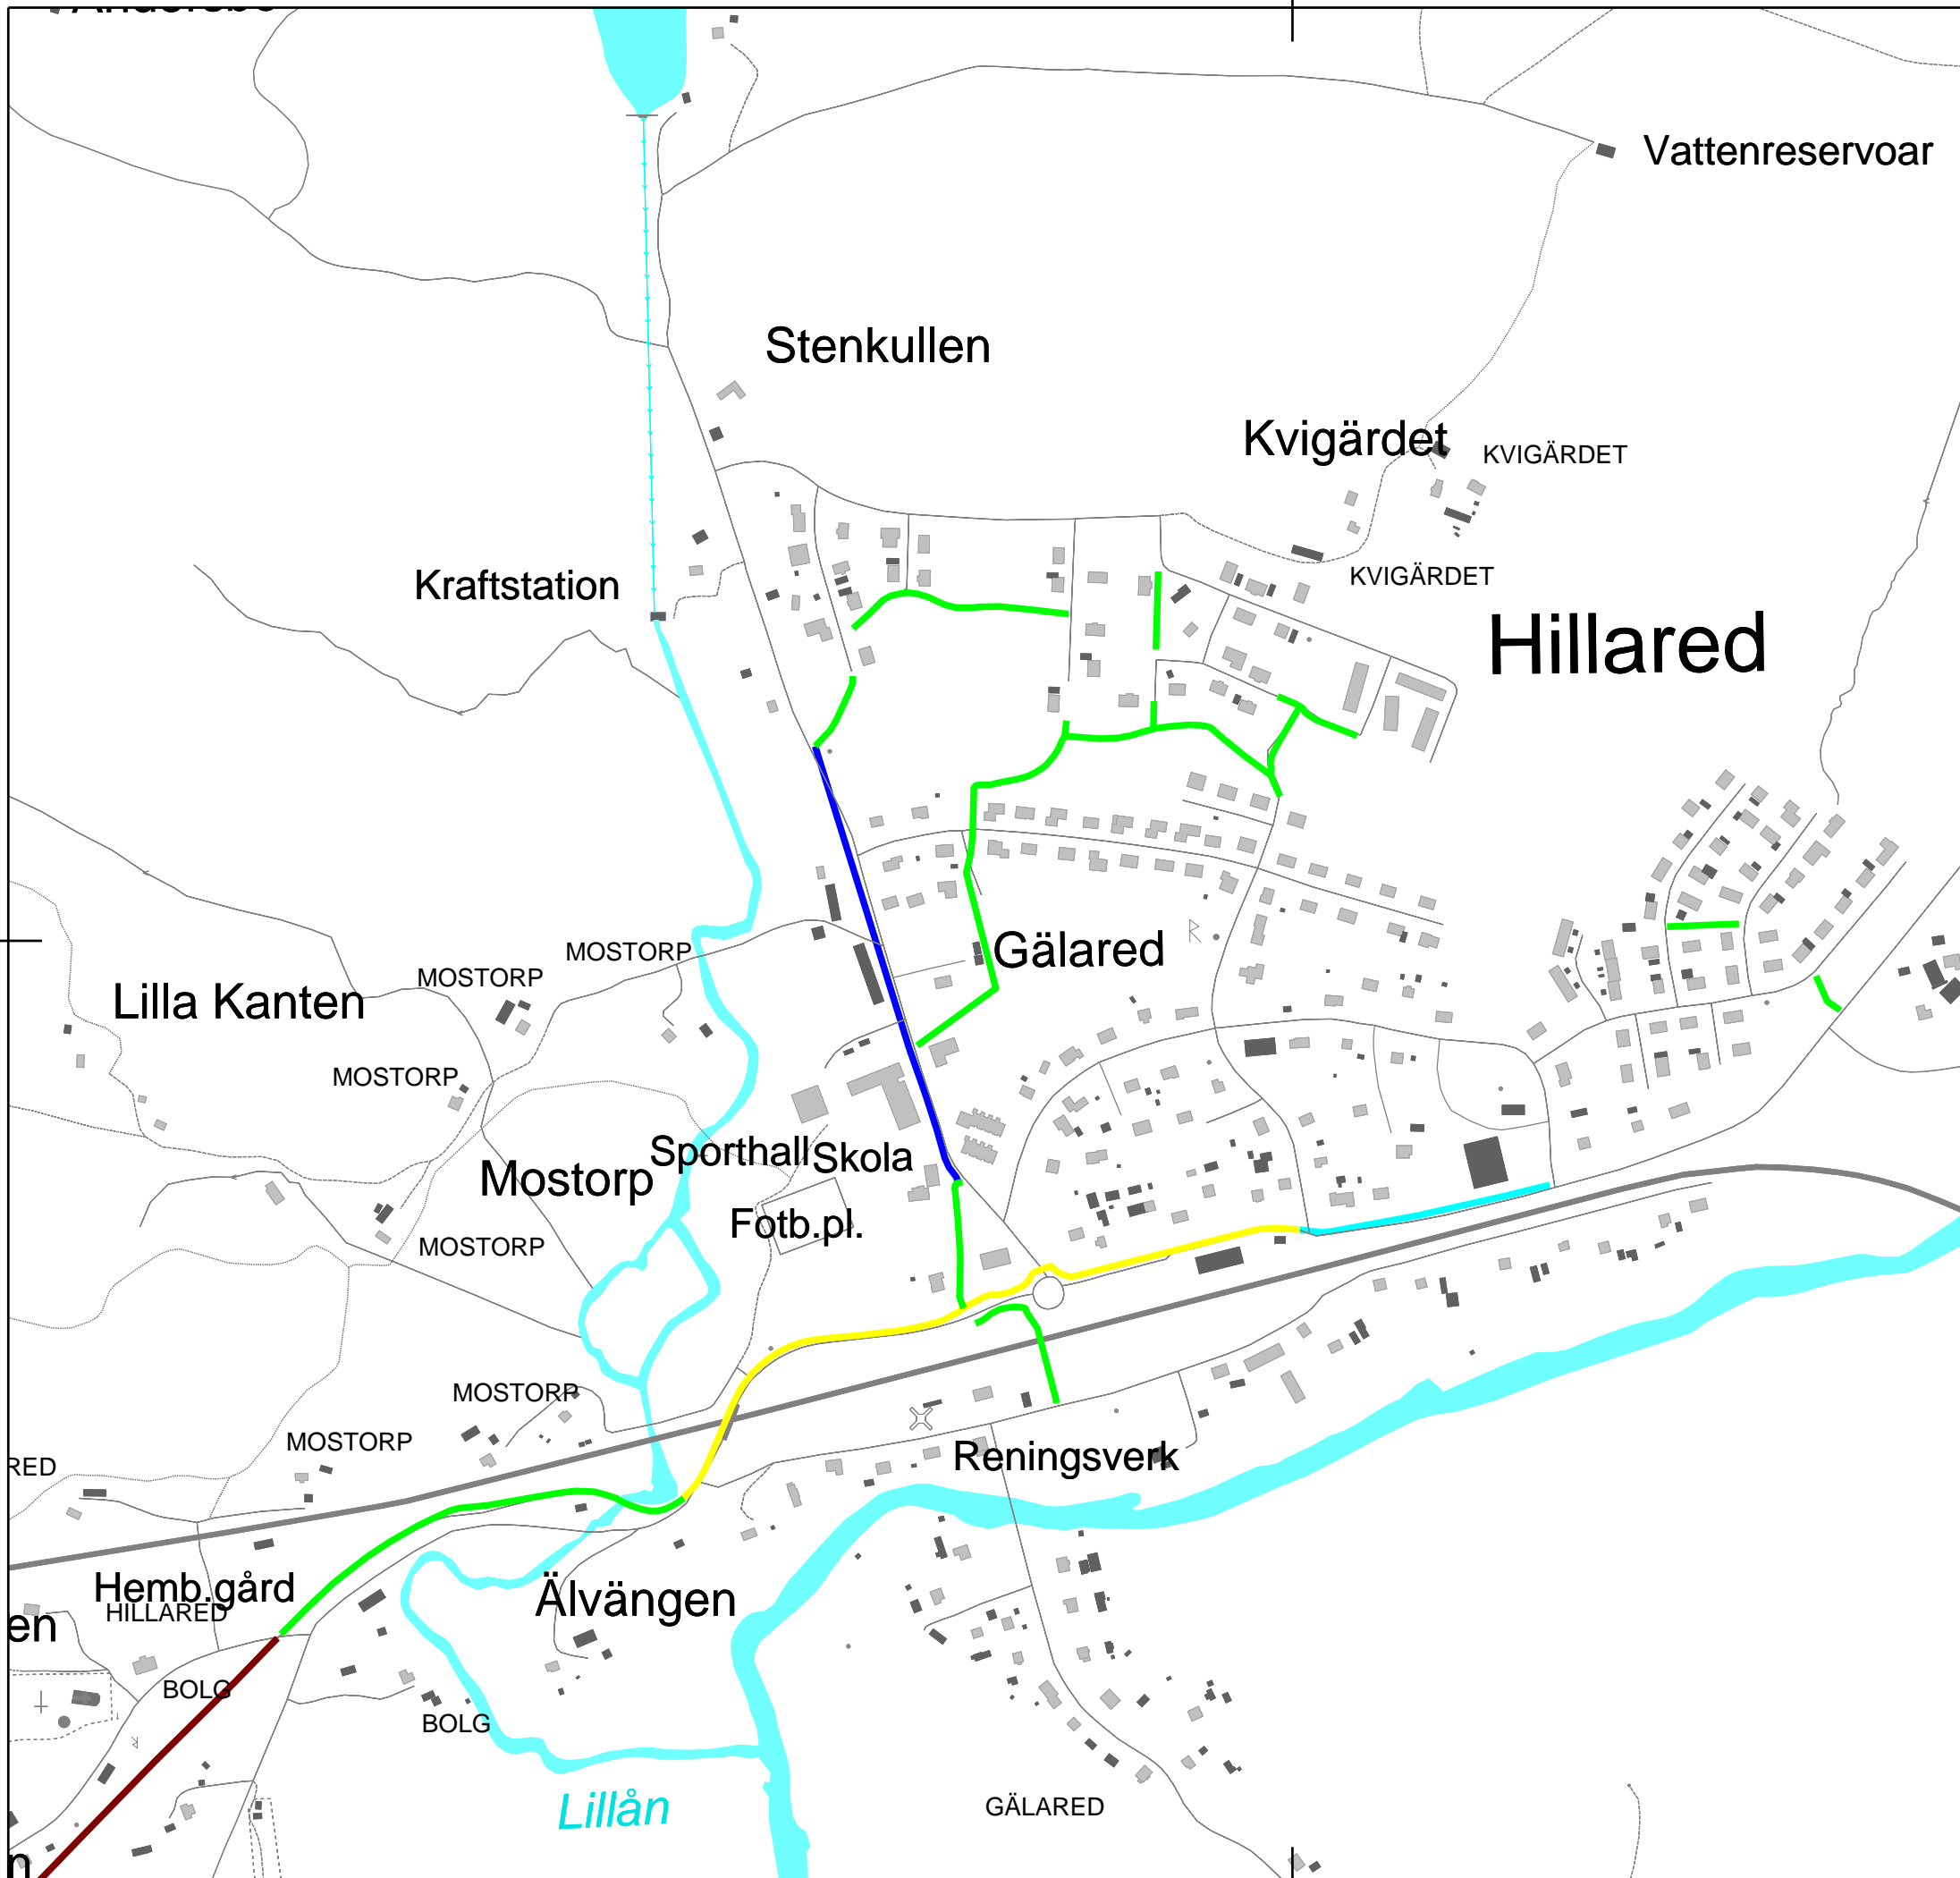 Vattenreservoar
Stenkullen
Kvigärdet
KVIGÄRDET
KVIGÄRDET
Kraftstation
Hillared
Gälared
MOSTORP
MOSTORP
Lilla Kanten
MOSTORP
Sporthall
Skola
Mostorp
Fotb.pl.
MOSTORP
MOSTORP
MOSTORP
RED
Reningsverk
Hemb.gård
HILLARED
Älvängen
en
BOLG
BOLG
Lillån
GÄLARED
n